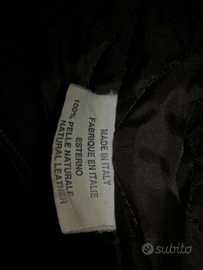 MADE IN ITALY
FABRIQUE EN ITALIE
ESTERNO
100% PELLE NATURALE
NATURAL LEATHER
subito